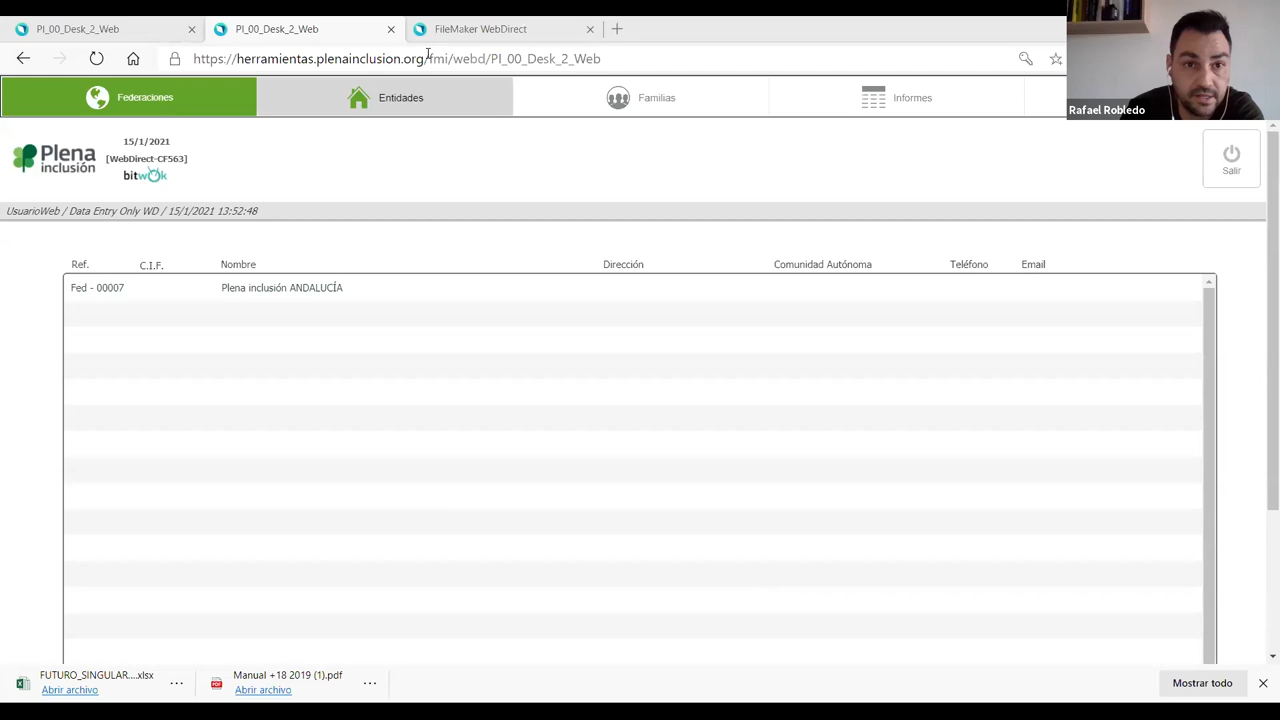 PI_00_Desk_2_Web
PI_00_Desk_2_Web
FileMaker WebDirect
https://herramientas.plenainclusion.org/fmi/webd/PI_00_Desk_2_Web
Federaciones
Entidades
Familias
Informes
Rafael Robledo
Plena inclusión
15/1/2021
[WebDirect-CF563]
bitwok
Salir
UsuarioWeb / Data Entry Only WD / 15/1/2021 13:52:48
Ref. C.I.F. Nombre Dirección Comunidad Autónoma Teléfono Email
Fed - 00007 Plena inclusión ANDALUCÍA
FUTURO_SINGULAR....xlsx
Abrir archivo
Manual +18 2019 (1).pdf
Abrir archivo
Mostrar todo